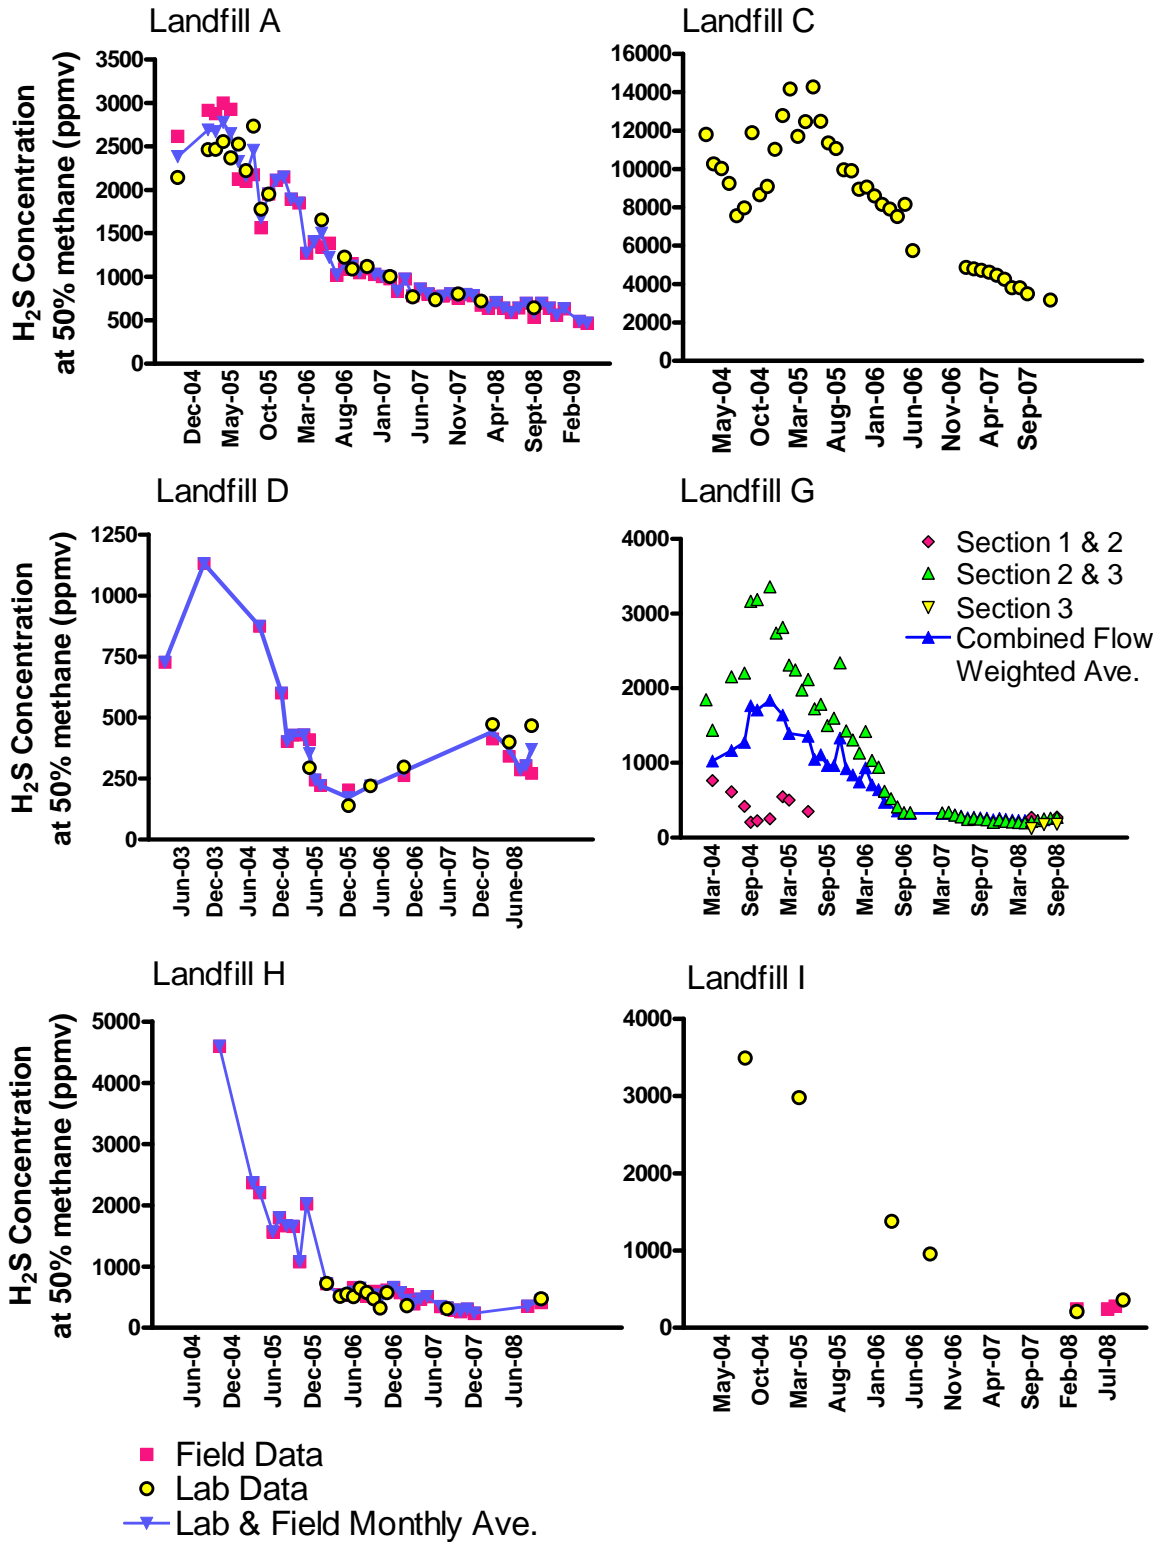 Landfill A
H₂S Concentration
at 50% methane (ppmv)
3500
3000
2500
2000
1500
1000
500
0
Dec-04
May-05
Oct-05
Mar-06
Aug-06
Jan-07
Jun-07
Nov-07
Apr-08
Sept-08
Feb-09
Landfill C
16000
14000
12000
10000
8000
6000
4000
2000
0
May-04
Oct-04
Mar-05
Aug-05
Jan-06
Jun-06
Nov-06
Apr-07
Sep-07
Landfill D
H₂S Concentration
at 50% methane (ppmv)
1250
1000
750
500
250
0
Jun-03
Dec-03
Jun-04
Dec-04
Jun-05
Dec-05
Jun-06
Dec-06
Jun-07
Dec-07
June-08
Landfill G
4000
3000
2000
1000
0
Mar-04
Sep-04
Mar-05
Sep-05
Mar-06
Sep-06
Mar-07
Sep-07
Mar-08
Sep-08
Section 1 & 2
Section 2 & 3
Section 3
Combined Flow
Weighted Ave.
Landfill H
H₂S Concentration
at 50% methane (ppmv)
5000
4000
3000
2000
1000
0
Jun-04
Dec-04
Jun-05
Dec-05
Jun-06
Dec-06
Jun-07
Dec-07
Jun-08
Landfill I
4000
3000
2000
1000
0
May-04
Oct-04
Mar-05
Aug-05
Jan-06
Jun-06
Nov-06
Apr-07
Sep-07
Feb-08
Jul-08
Field Data
Lab Data
Lab & Field Monthly Ave.